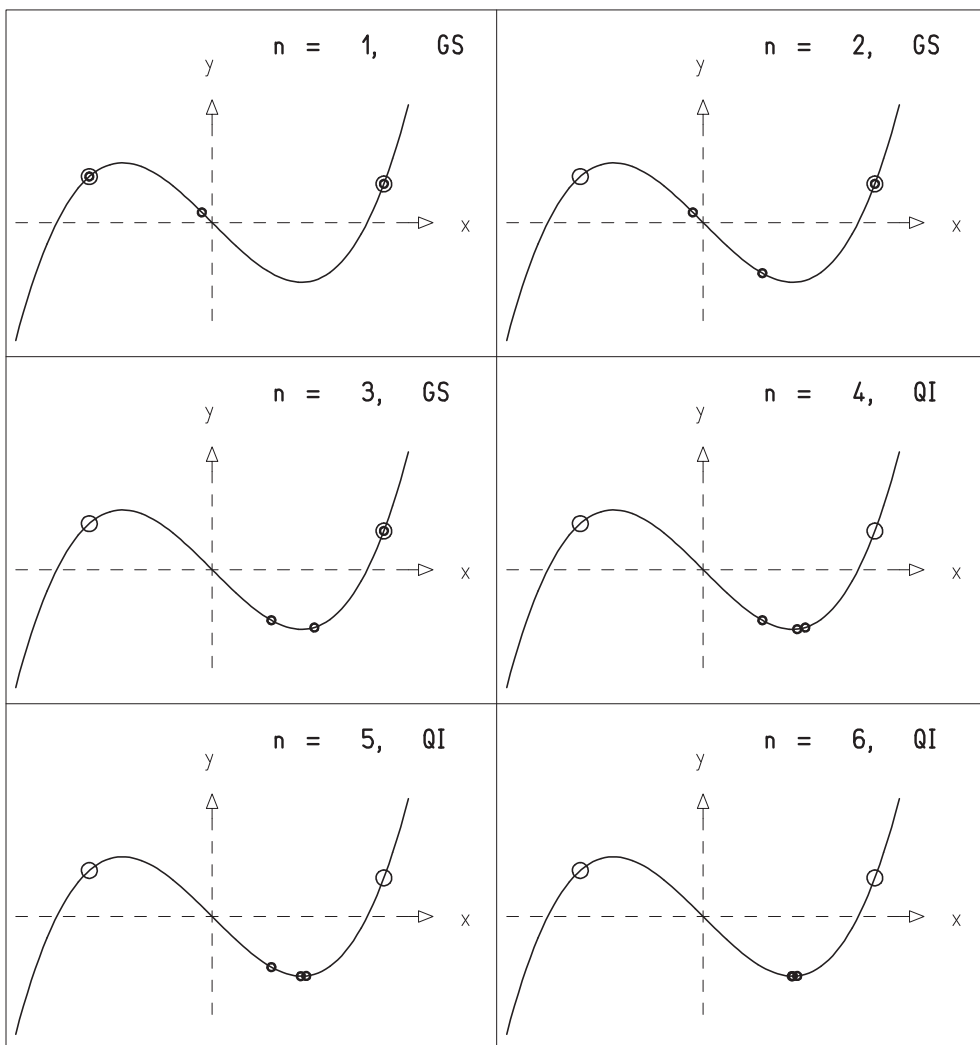 n = 1, GS
y
x
n = 2, GS
y
x
n = 3, GS
y
x
n = 4, QI
y
x
n = 5, QI
y
x
n = 6, QI
y
x